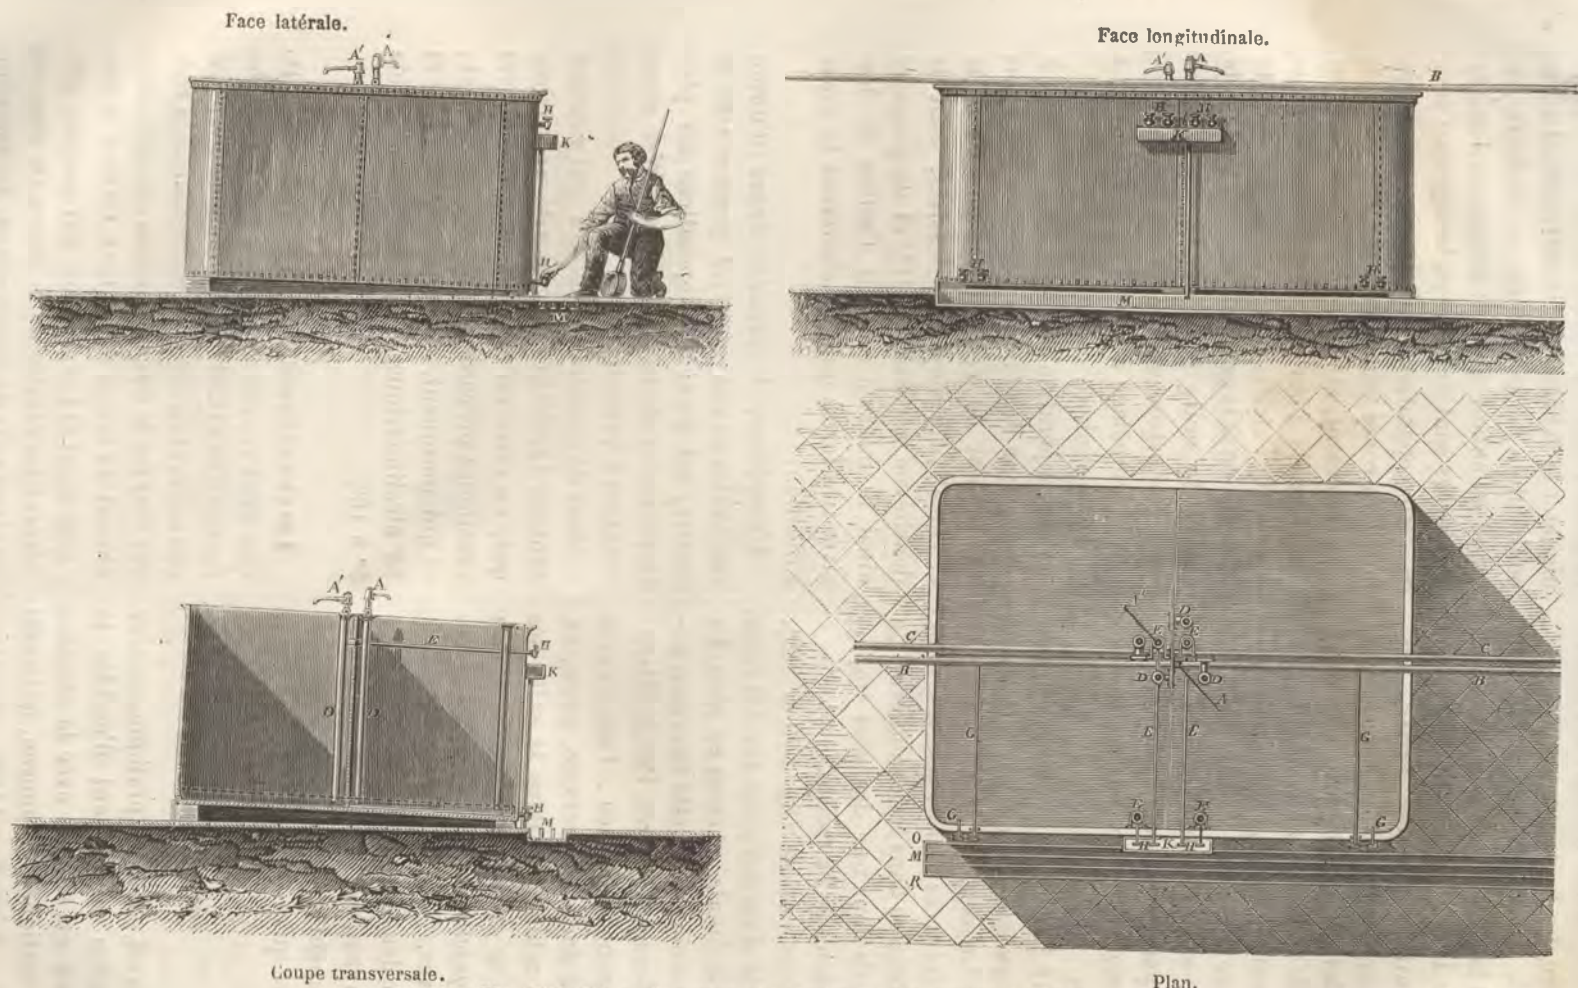 Face latérale.
A' A
H
K
H
M
Face longitudinale.
A' A
B
H H
K
H
H
M
A' A
E
H
K
D D
H
M
Coupe transversale.
A'
D
E E
C C
H B
D D
A
G E E G
G G
O H K H
M
R
Plan.